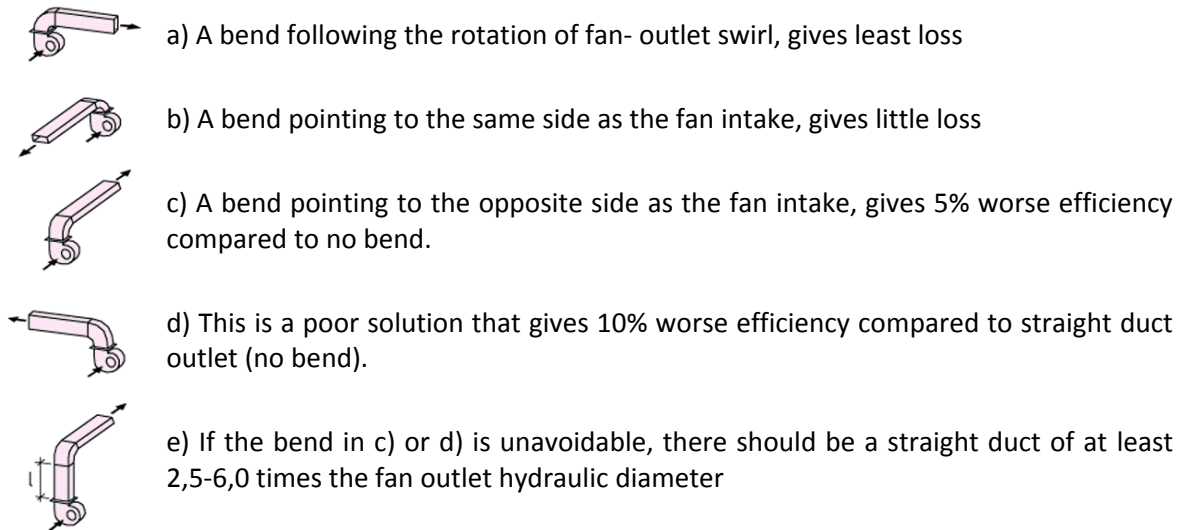 a) A bend following the rotation of fan- outlet swirl, gives least loss
b) A bend pointing to the same side as the fan intake, gives little loss
c) A bend pointing to the opposite side as the fan intake, gives 5% worse efficiency
compared to no bend.
d) This is a poor solution that gives 10% worse efficiency compared to straight duct
outlet (no bend).
e) If the bend in c) or d) is unavoidable, there should be a straight duct of at least
l
2,5-6,0 times the fan outlet hydraulic diameter